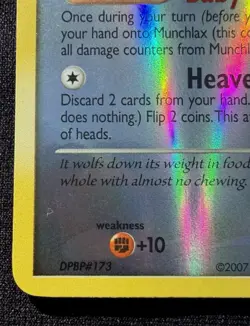 Baby
Once during your turn (before y
your hand onto Munchlax (this co
all damage counters from Munchl
Heave
Discard 2 cards from your hand.
does nothing.) Flip 2 coins. This a
of heads.
It wolfs down its weight in food
whole with almost no chewing.
weakness
+10
DPBP#173
©2007